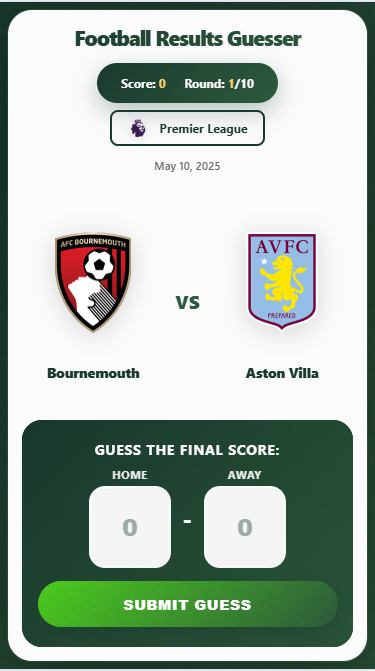 Football Results Guesser
Score: 0 Round: 1/10
Premier League
May 10, 2025
AFC BOURNEMOUTH
AVFC
PREPARED
VS
Bournemouth
Aston Villa
GUESS THE FINAL SCORE:
HOME
AWAY
0 - 0
SUBMIT GUESS